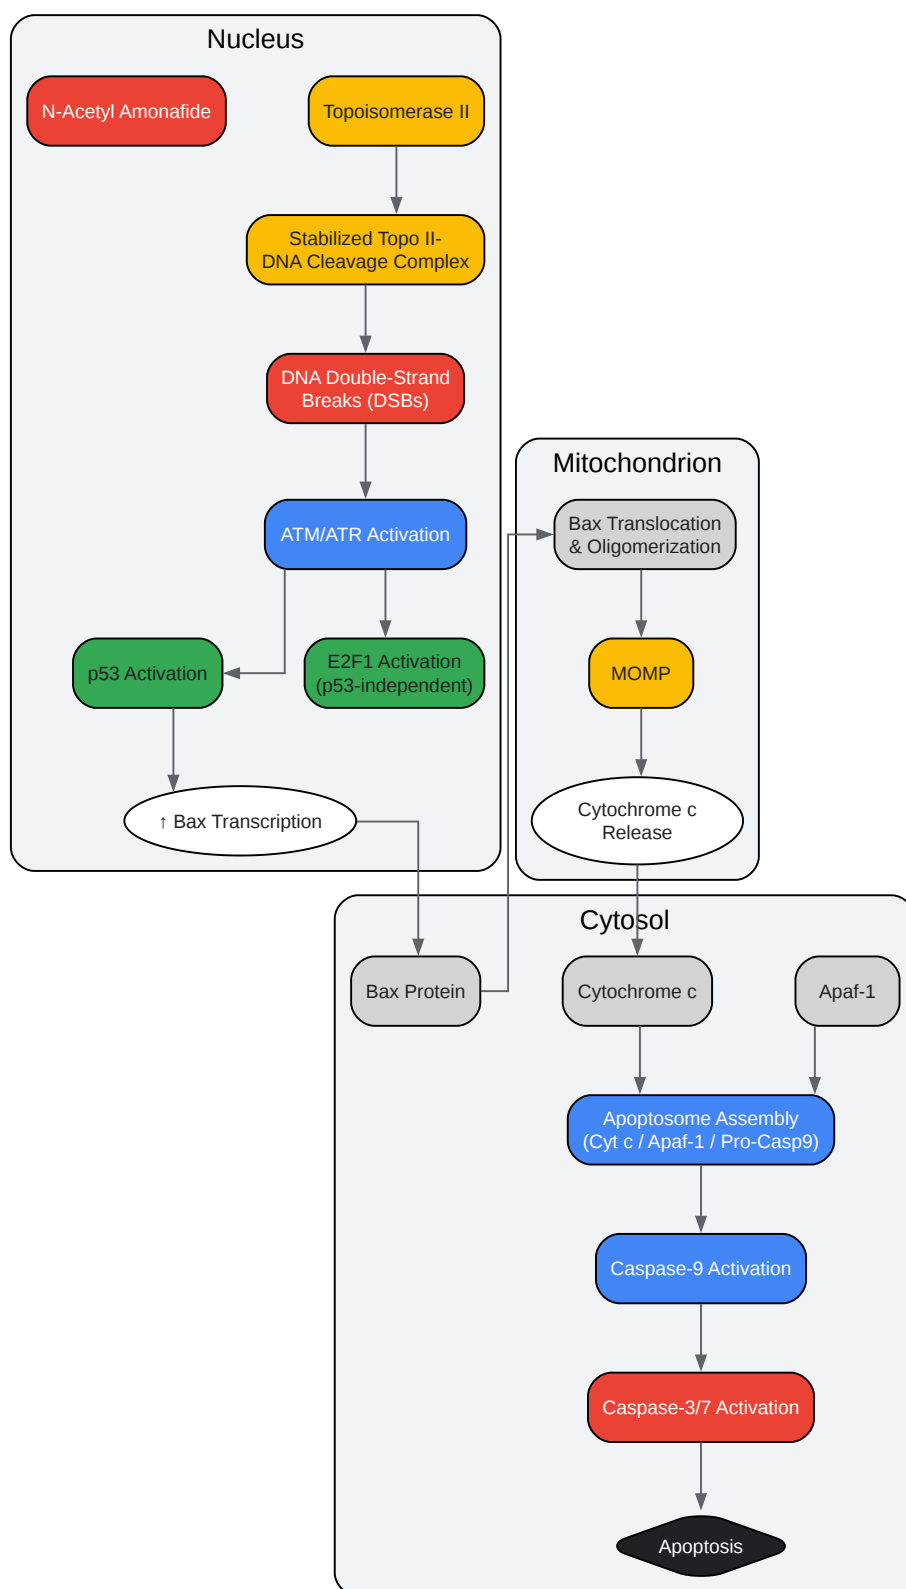 Nucleus
N-Acetyl Amonafide
Topoisomerase II
Stabilized Topo II-
DNA Cleavage Complex
DNA Double-Strand
Breaks (DSBs)
ATM/ATR Activation
p53 Activation
E2F1 Activation
(p53-independent)
↑ Bax Transcription
Mitochondrion
Bax Translocation
& Oligomerization
MOMP
Cytochrome c
Release
Cytosol
Bax Protein
Cytochrome c
Apaf-1
Apoptosome Assembly
(Cyt c / Apaf-1 / Pro-Casp9)
Caspase-9 Activation
Caspase-3/7 Activation
Apoptosis